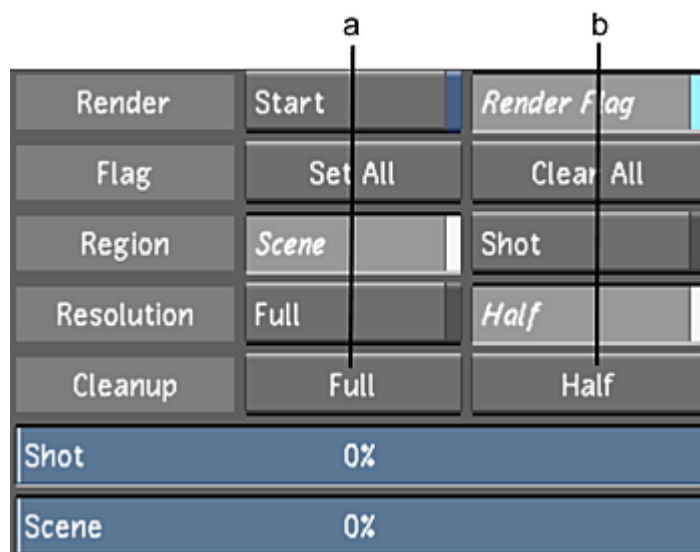 a b
Render Start Render Flag
Flag Set All Clear All
Region Scene Shot
Resolution Full Half
Cleanup Full Half
Shot 0%
Scene 0%